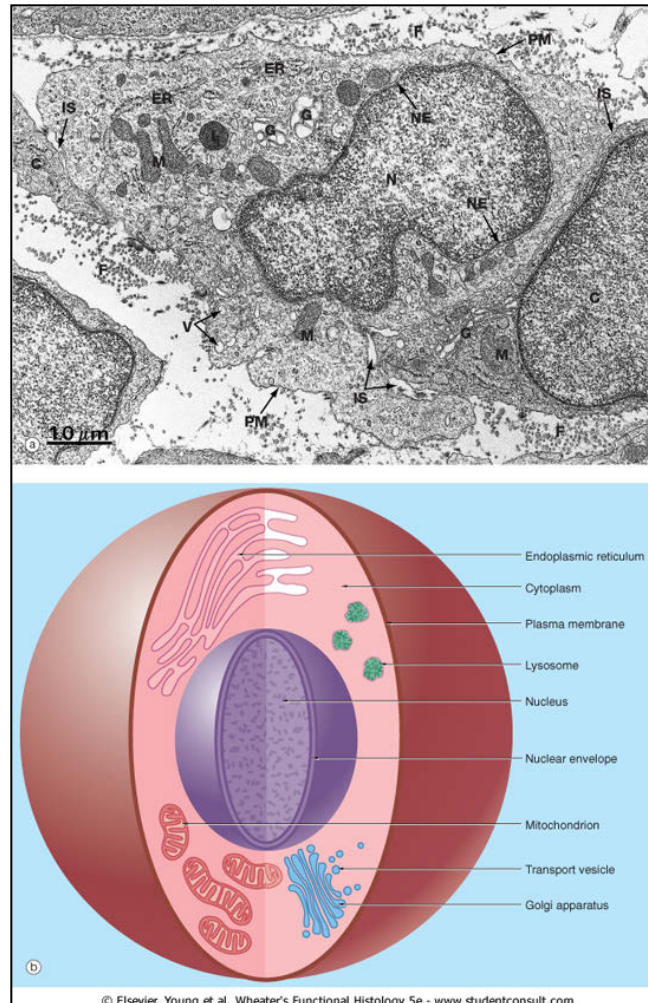 F
PM
ER
ER
IS
IS
G
G
NE
L
C
M
N
NE
F
C
V
M
G
M
IS
PM
F
1.0 µm
a
Endoplasmic reticulum
Cytoplasm
Plasma membrane
Lysosome
Nucleus
Nuclear envelope
Mitochondrion
Transport vesicle
Golgi apparatus
b
© Elsevier. Young et al. Wheater's Functional Histology 5e - www.studentconsult.com